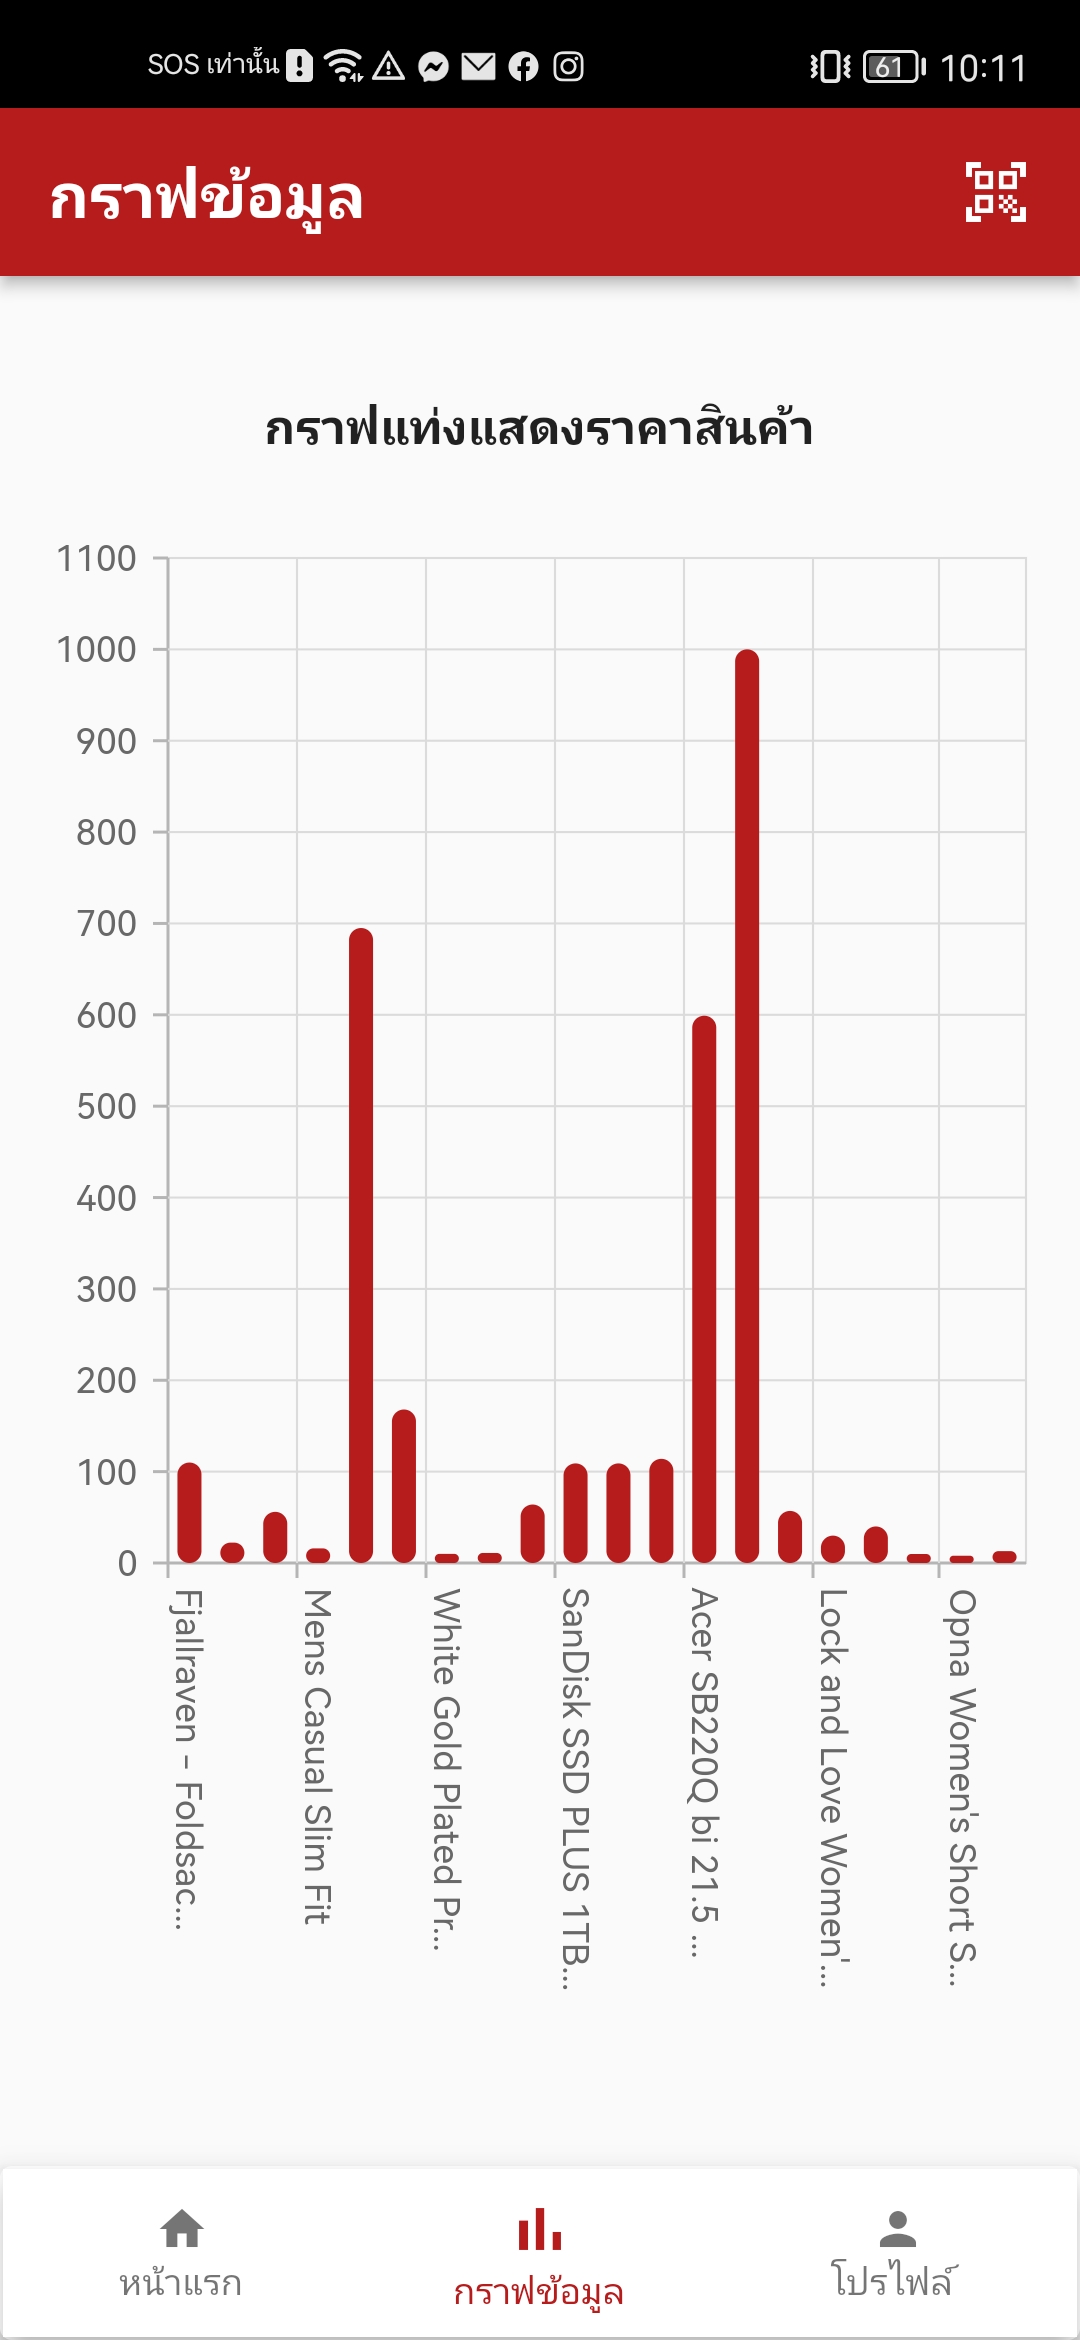 SOS เท่านั้น 61 10:11
กราฟข้อมูล
กราฟแท่งแสดงราคาสินค้า
1100
1000
900
800
700
600
500
400
300
200
100
0
Fjallraven - Foldsac...
Mens Casual Slim Fit
White Gold Plated Pr...
SanDisk SSD PLUS 1TB...
Acer SB220Q bi 21.5 ...
Lock and Love Women'...
Opna Women's Short S...
หน้าแรก
กราฟข้อมูล
โปรไฟล์